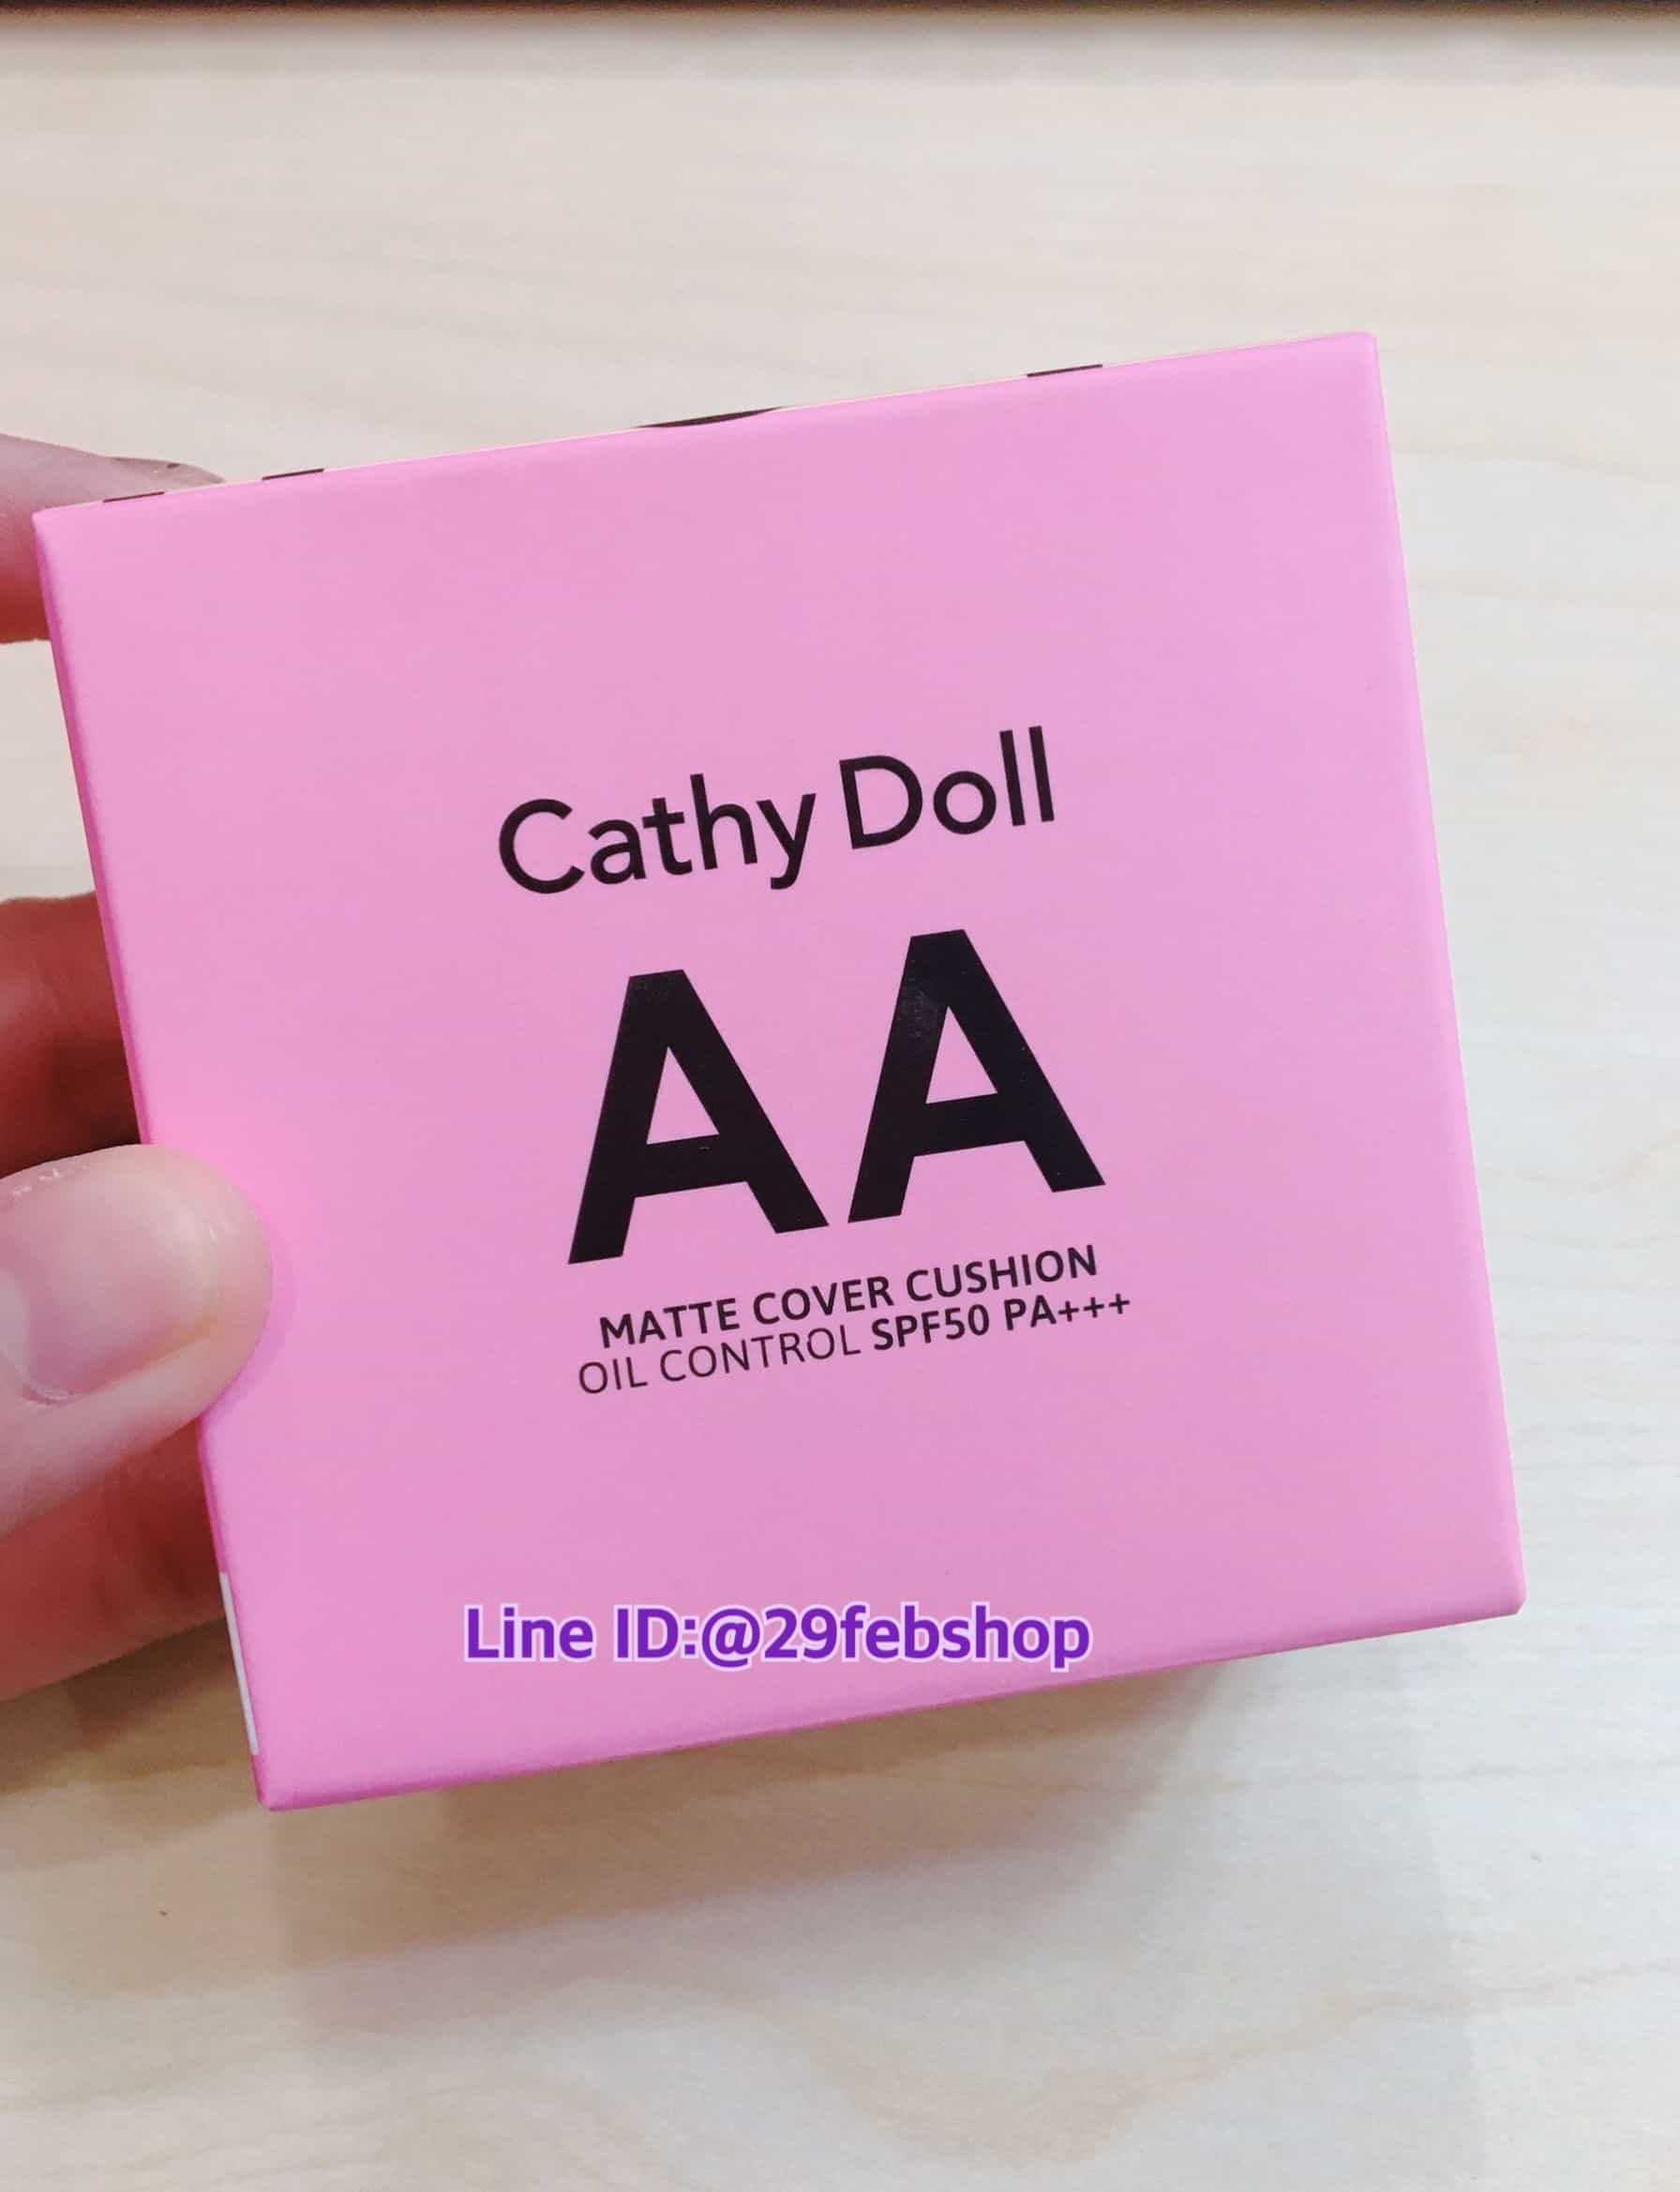 Cathy Doll
AA
MATTE COVER CUSHION
OIL CONTROL SPF50 PA+++
Line ID:@29febshop